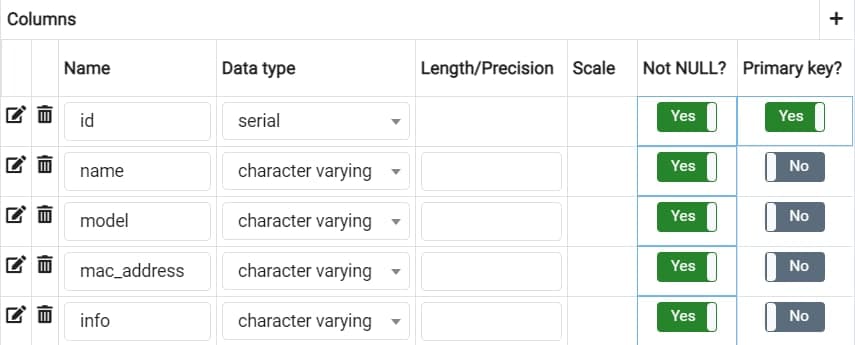 Columns
Name Data type Length/Precision Scale Not NULL? Primary key?
id serial Yes Yes
name character varying Yes No
model character varying Yes No
mac_address character varying Yes No
info character varying Yes No